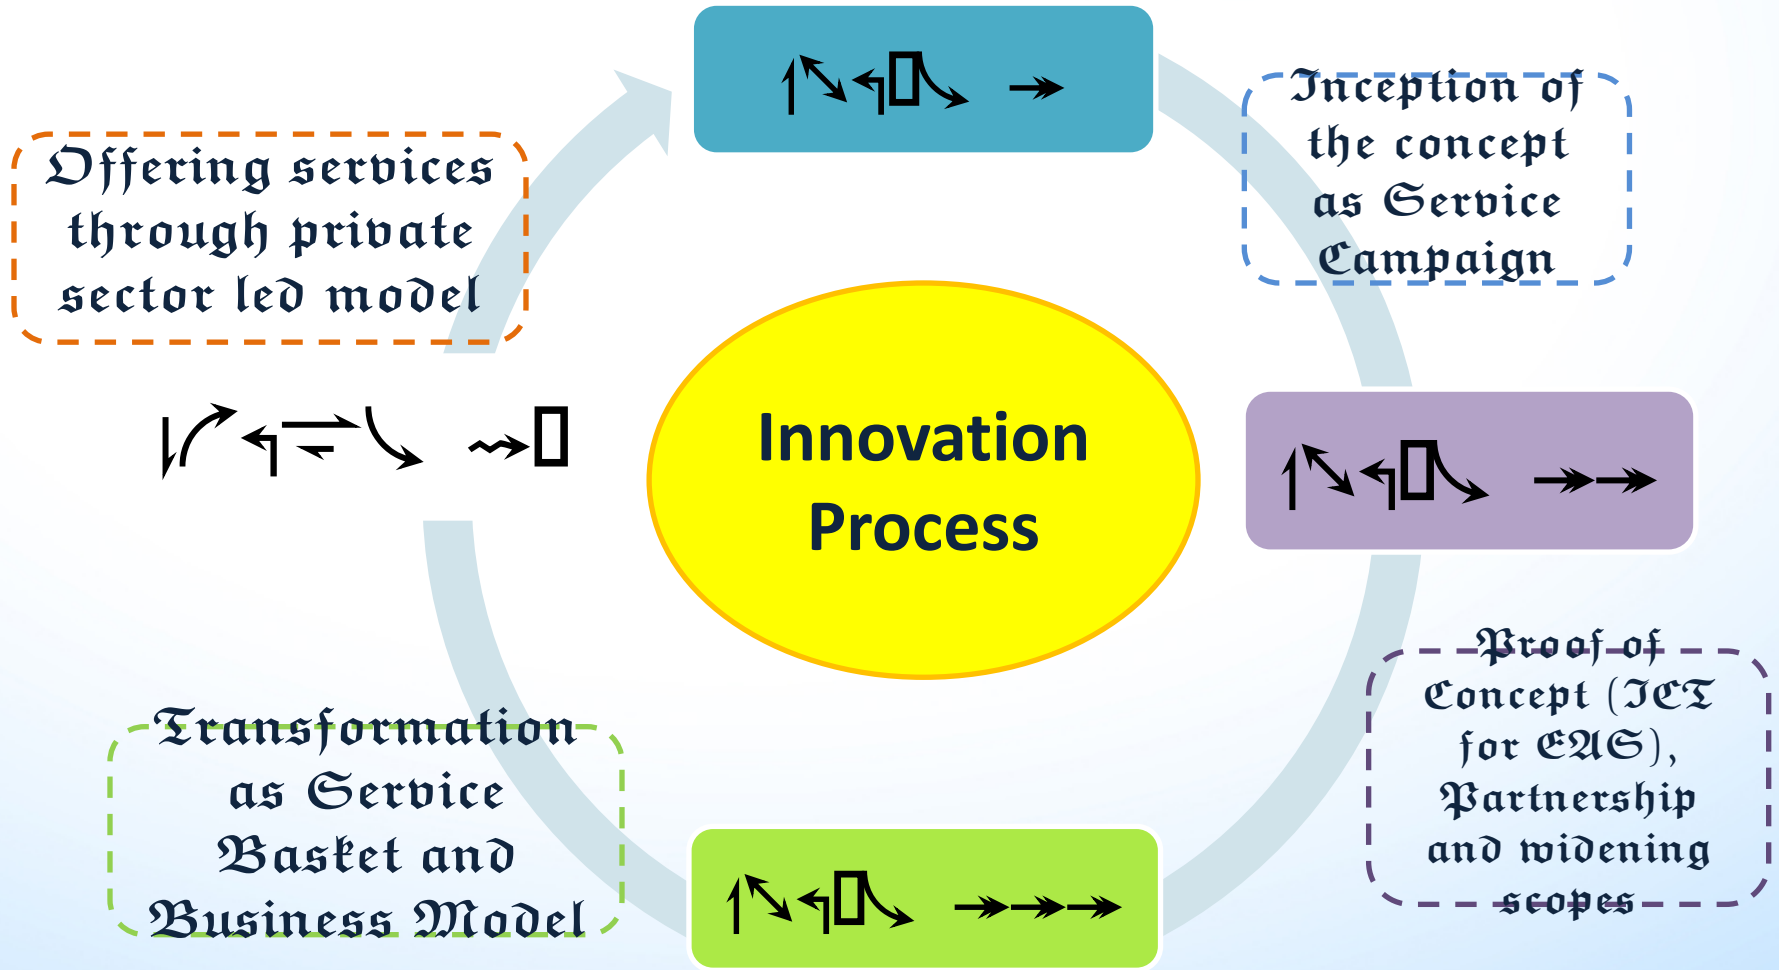 Offering services
through private
sector led model
Inception of
the concept
as Service
Campaign
Innovation
Process
Transformation
as Service
Basket and
Business Model
Proof of
Concept (ICT
for EAS),
Partnership
and widening
scopes